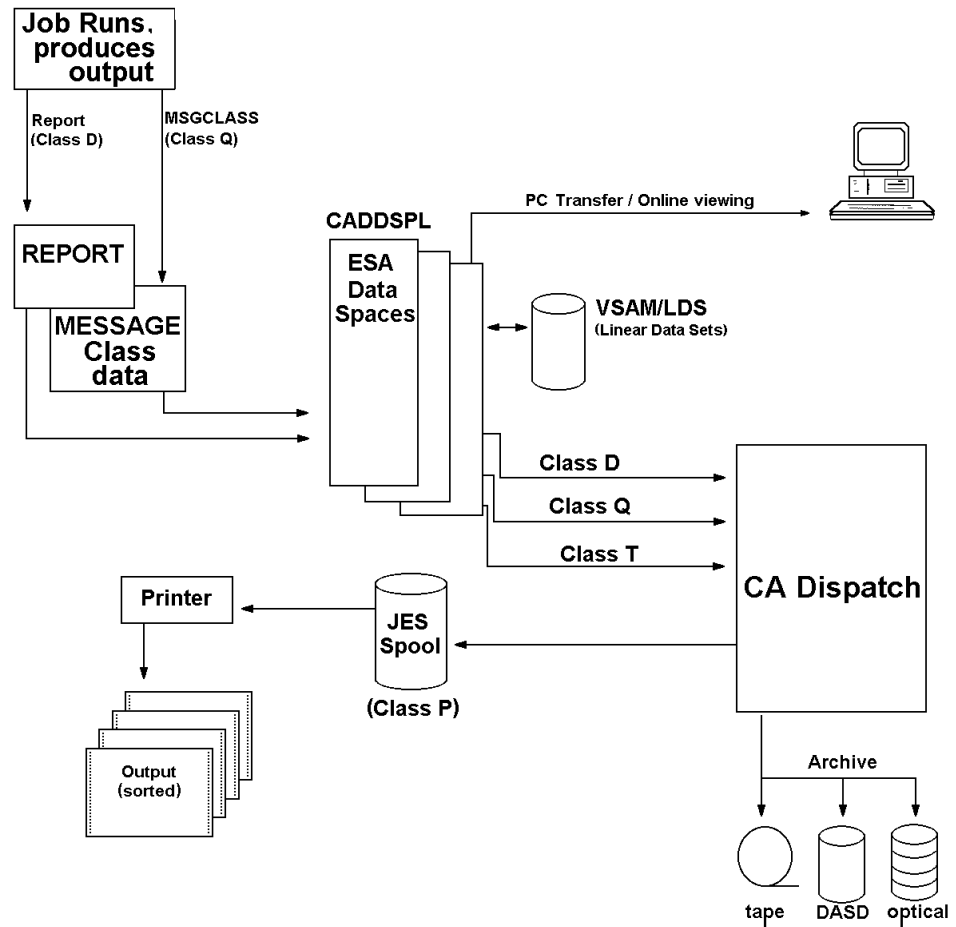 Job Runs,
produces
output
Report
(Class D)
MSGCLASS
(Class Q)
REPORT
MESSAGE
Class
data
CADDSPL
ESA
Data
Spaces
PC Transfer / Online viewing
VSAM/LDS
(Linear Data Sets)
Class D
Class Q
Class T
CA Dispatch
Printer
JES
Spool
(Class P)
Output
(sorted)
Archive
tape
DASD
optical